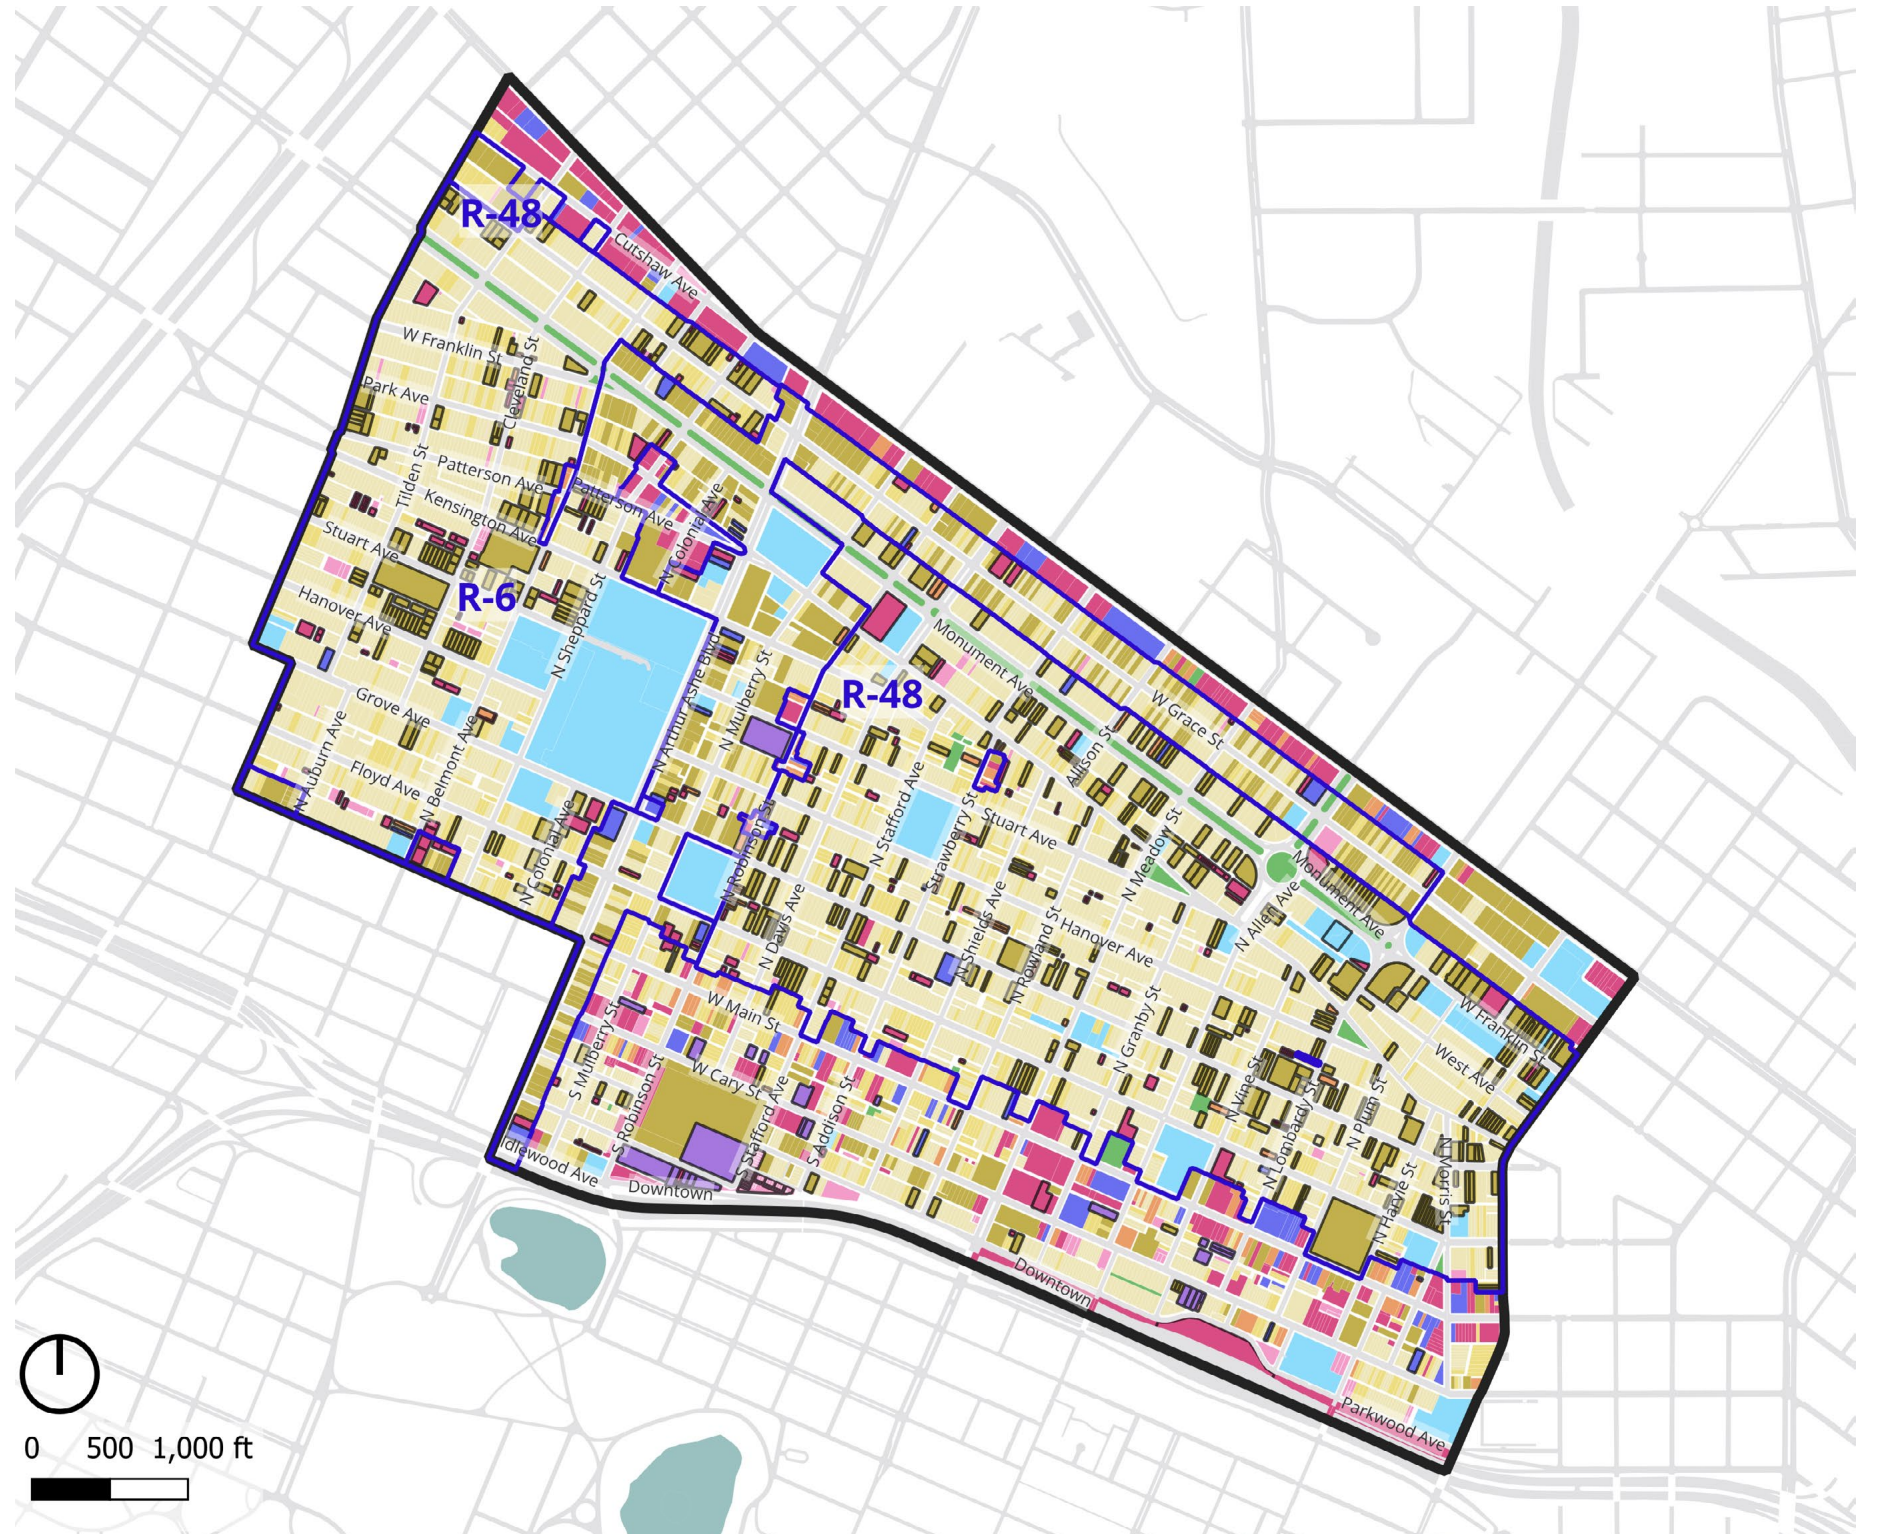 R-48
Cutshaw Ave
W Franklin St
Cleveland St
Park Ave
Tilden St
Patterson Ave
Patterson Ave
Kensington Ave
N Colonial Ave
Stuart Ave
R-6
Hanover Ave
N Sheppard St
Monument Ave
N Arthur Ashe Blvd
N Mulberry St
R-48
W Grace St
Grove Ave
Allison St
N Auburn Ave
N Belmont Ave
Floyd Ave
N Stafford Ave
Strawberry St
Stuart Ave
N Meadow St
N Colonial Ave
N Robinson St
Monument Ave
N Allen Ave
N Davis Ave
N Shields Ave
N Rowland St
Hanover Ave
W Main St
N Granby St
W Franklin St
S Mulberry St
West Ave
S Robinson St
W Cary St
S Stafford Ave
S Addison St
N Vine St
N Lombardy St
N Plum St
N Harvie St
N Morris St
Idlewood Ave
Downtown
Downtown
Parkwood Ave
0 500 1,000 ft